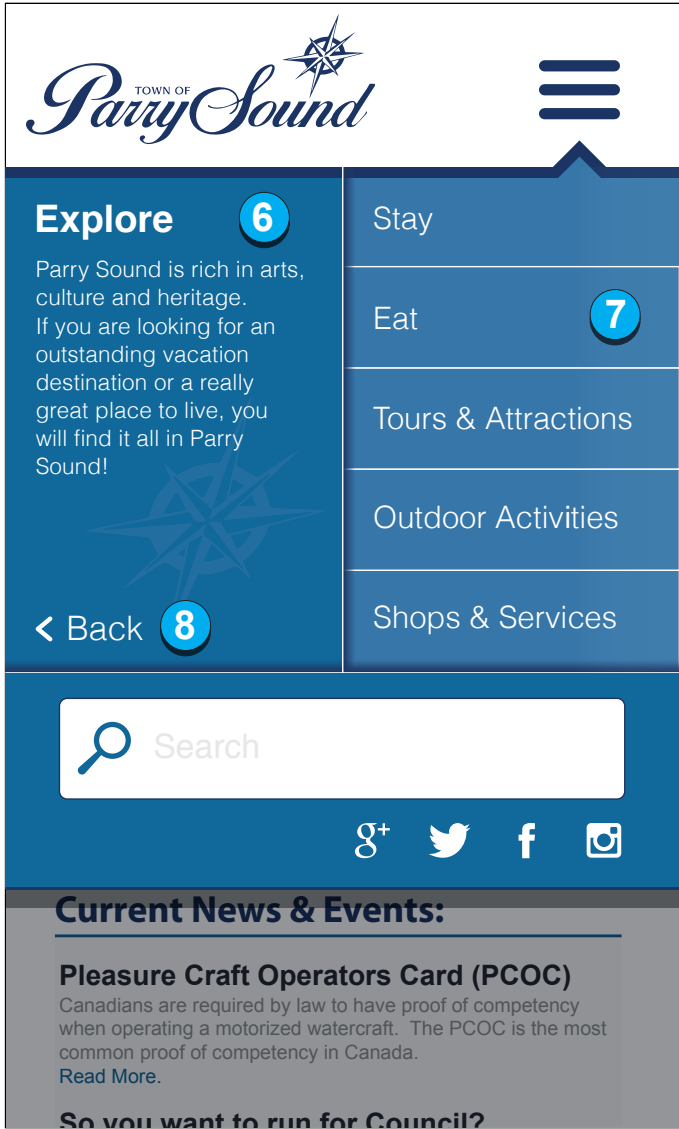 TOWN OF
Parry Sound
Explore 6
Parry Sound is rich in arts,
culture and heritage.
If you are looking for an
outstanding vacation
destination or a really
great place to live, you
will find it all in Parry
Sound!
Back 8
Stay
Eat 7
Tours & Attractions
Outdoor Activities
Shops & Services
Search
g+
f
Current News & Events:
Pleasure Craft Operators Card (PCOC)
Canadians are required by law to have proof of competency
when operating a motorized watercraft. The PCOC is the most
common proof of competency in Canada.
Read More.
So you want to run for Council?